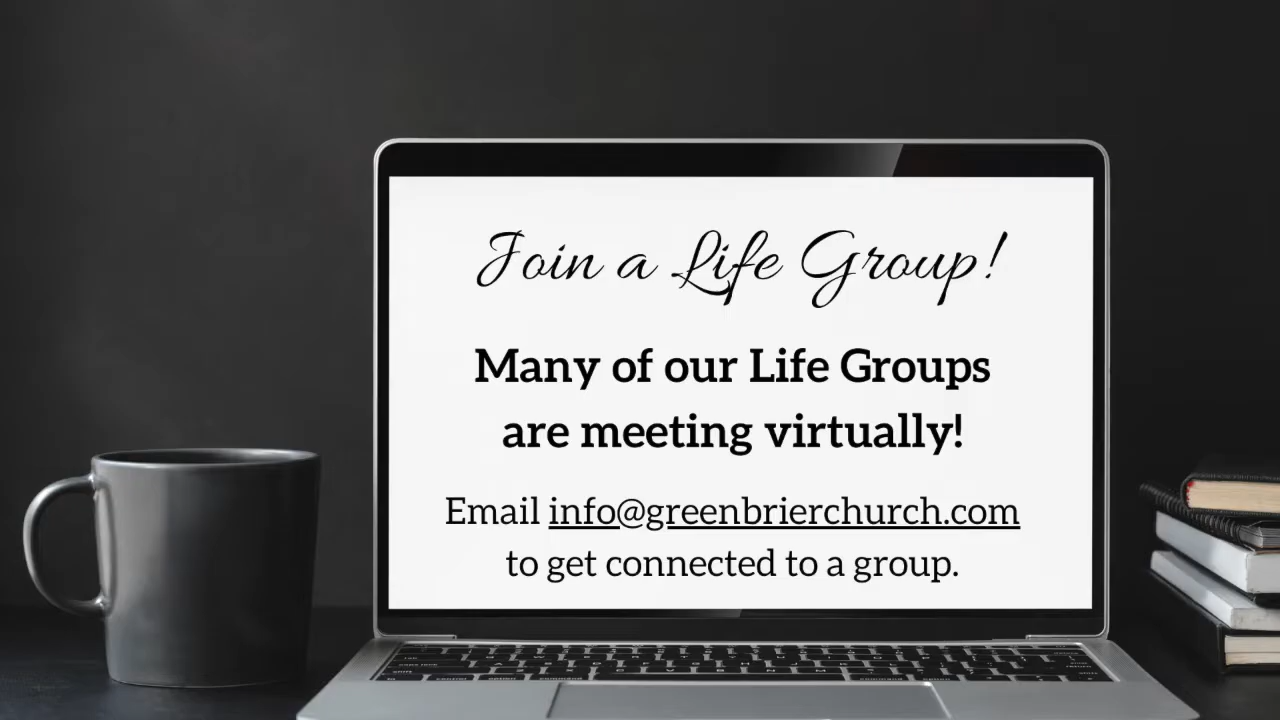 Join a Life Group!
Many of our Life Groups
are meeting virtually!
Email info@greenbrierchurch.com
to get connected to a group.